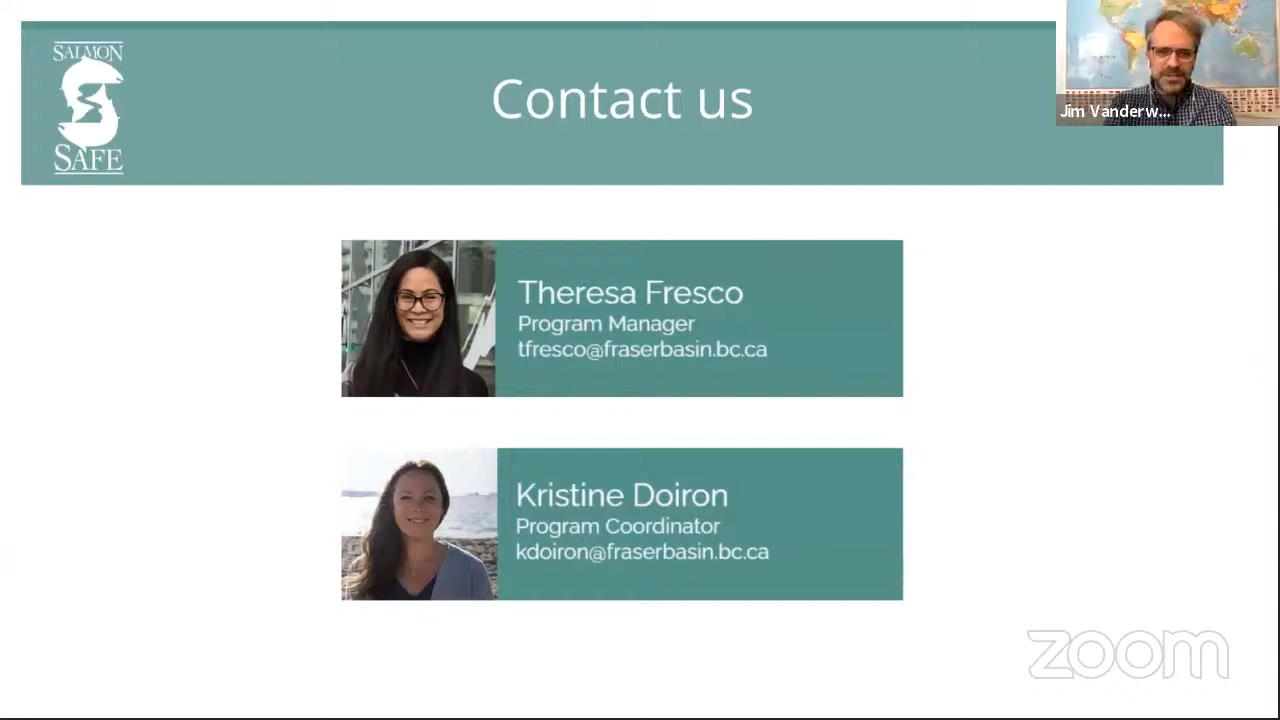 SALMON
SAFE
Contact us
Jim Vanderw...
Theresa Fresco
Program Manager
tfresco@fraserbasin.bc.ca
Kristine Doiron
Program Coordinator
kdoiron@fraserbasin.bc.ca
zoom